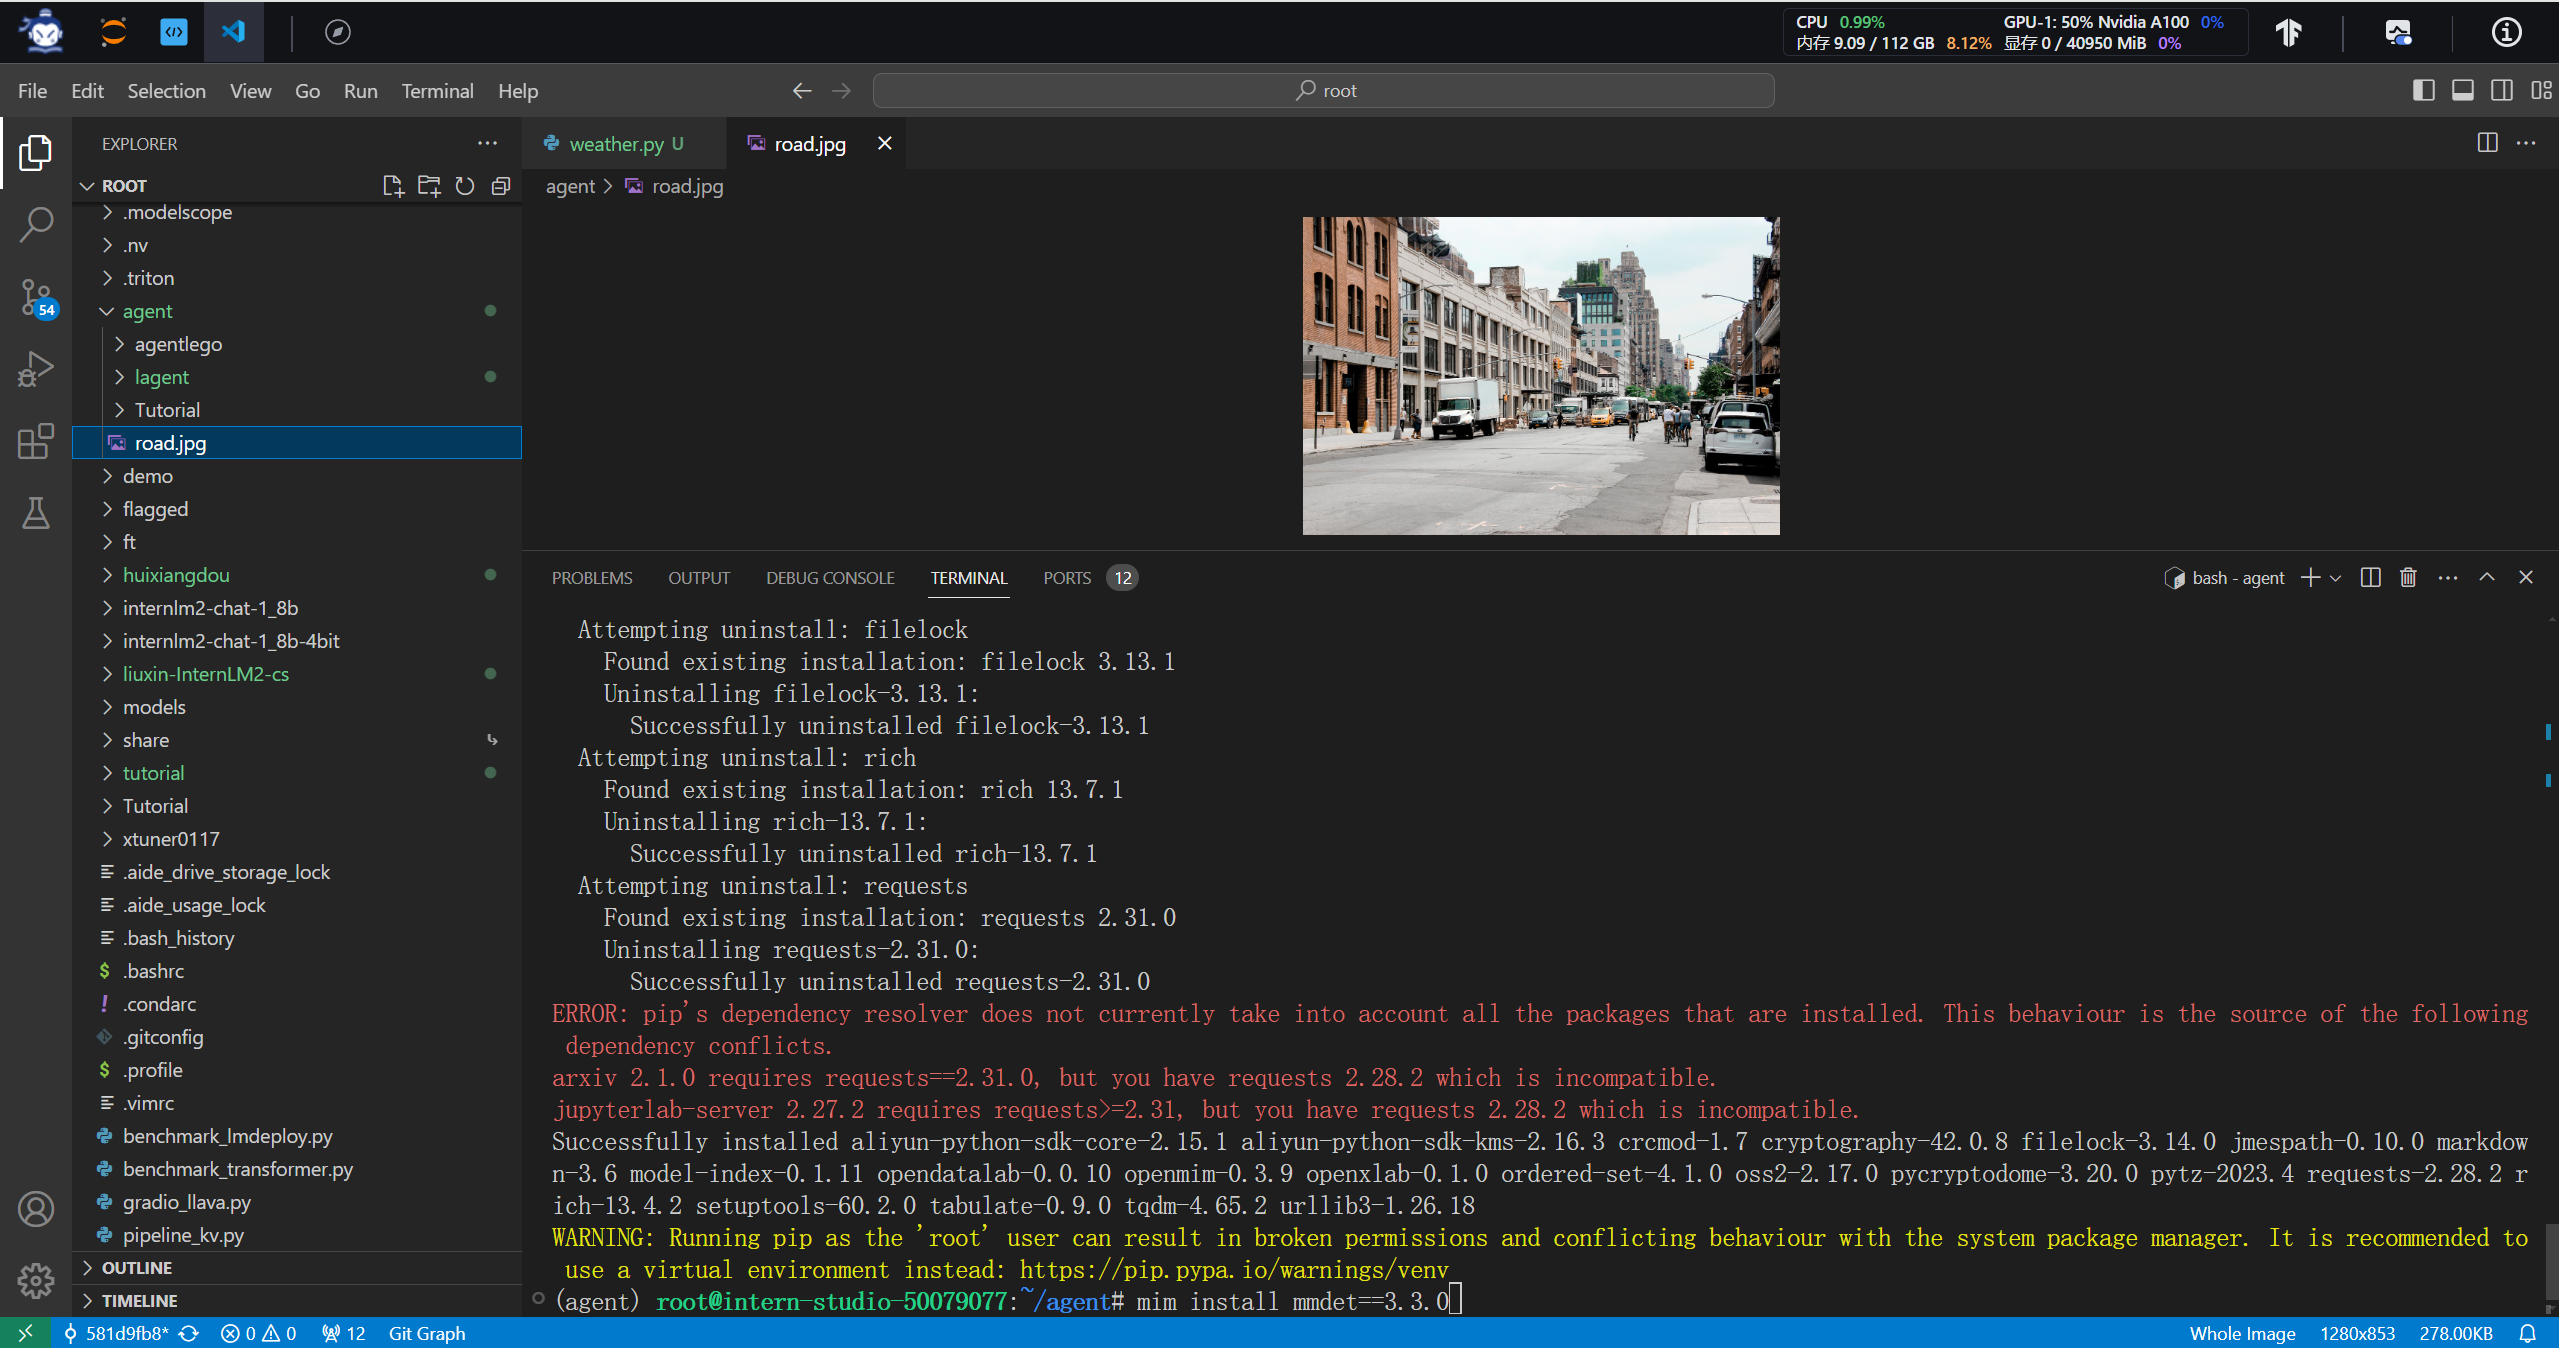 CPU 0.99% GPU-1: 50% Nvidia A100 0%
内存 9.09 / 112 GB 8.12% 显存 0 / 40950 MiB 0%
File Edit Selection View Go Run Terminal Help
root
EXPLORER
ROOT
.modelscope
.nv
.triton
agent
agentlego
lagent
Tutorial
road.jpg
demo
flagged
ft
huixiangdou
internlm2-chat-1_8b
internlm2-chat-1_8b-4bit
liuxin-InternLM2-cs
models
share
tutorial
Tutorial
xtuner0117
.aide_drive_storage_lock
.aide_usage_lock
.bash_history
.bashrc
.condarc
.gitconfig
.profile
.vimrc
benchmark_lmdeploy.py
benchmark_transformer.py
gradio_llava.py
pipeline_kv.py
OUTLINE
TIMELINE
54
weather.py U
road.jpg
agent > road.jpg
PROBLEMS OUTPUT DEBUG CONSOLE TERMINAL PORTS 12
bash - agent
Attempting uninstall: filelock
Found existing installation: filelock 3.13.1
Uninstalling filelock-3.13.1:
Successfully uninstalled filelock-3.13.1
Attempting uninstall: rich
Found existing installation: rich 13.7.1
Uninstalling rich-13.7.1:
Successfully uninstalled rich-13.7.1
Attempting uninstall: requests
Found existing installation: requests 2.31.0
Uninstalling requests-2.31.0:
Successfully uninstalled requests-2.31.0
ERROR: pip's dependency resolver does not currently take into account all the packages that are installed. This behaviour is the source of the following
dependency conflicts.
arxiv 2.1.0 requires requests==2.31.0, but you have requests 2.28.2 which is incompatible.
jupyterlab-server 2.27.2 requires requests>=2.31, but you have requests 2.28.2 which is incompatible.
Successfully installed aliyun-python-sdk-core-2.15.1 aliyun-python-sdk-kms-2.16.3 crcmod-1.7 cryptography-42.0.8 filelock-3.14.0 jmespath-0.10.0 markdow
n-3.6 model-index-0.1.11 opendatalab-0.0.10 openmim-0.3.9 openxlab-0.1.0 ordered-set-4.1.0 oss2-2.17.0 pycryptodome-3.20.0 pytz-2023.4 requests-2.28.2 r
ich-13.4.2 setuptools-60.2.0 tabulate-0.9.0 tqdm-4.65.2 urllib3-1.26.18
WARNING: Running pip as the 'root' user can result in broken permissions and conflicting behaviour with the system package manager. It is recommended to
use a virtual environment instead: https://pip.pypa.io/warnings/venv
(agent) root@intern-studio-50079077:~/agent# mim install mmdet==3.3.0
581d9fb8* 0 0 12 Git Graph
Whole Image 1280x853 278.00KB